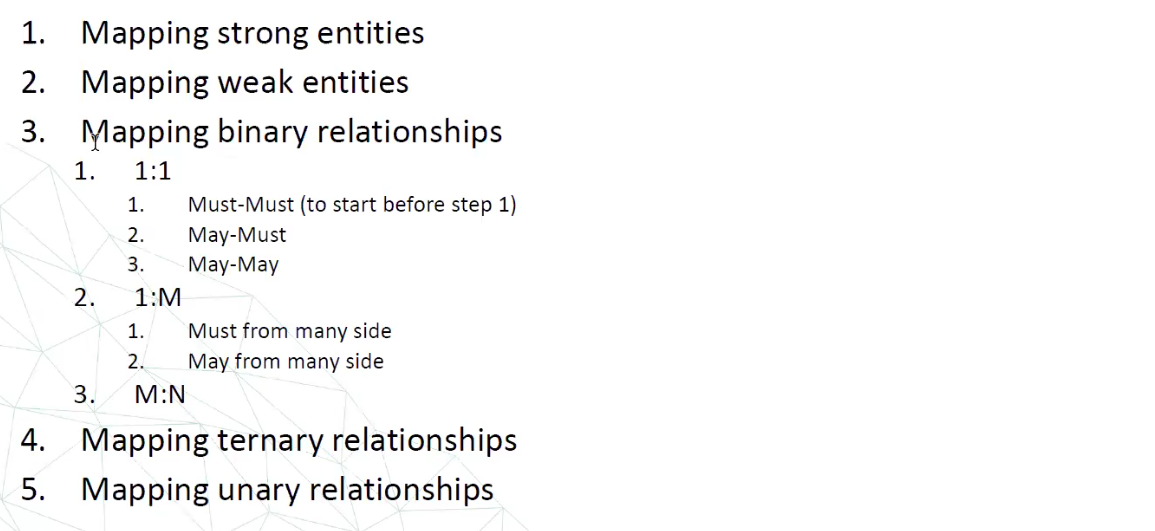 1. Mapping strong entities
2. Mapping weak entities
3. Mapping binary relationships
1. 1:1
1. Must-Must (to start before step 1)
2. May-Must
3. May-May
2. 1:M
1. Must from many side
2. May from many side
3. M:N
4. Mapping ternary relationships
5. Mapping unary relationships